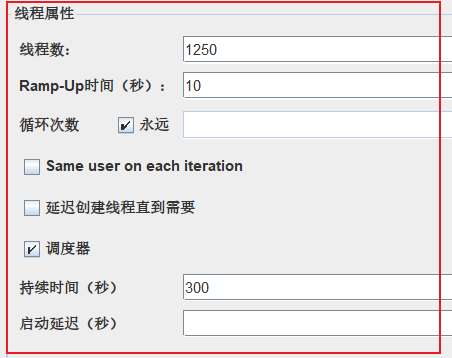 线程属性
线程数： 1250
Ramp-Up时间（秒）： 10
循环次数 永远
Same user on each iteration
延迟创建线程直到需要
调度器
持续时间（秒） 300
启动延迟（秒）